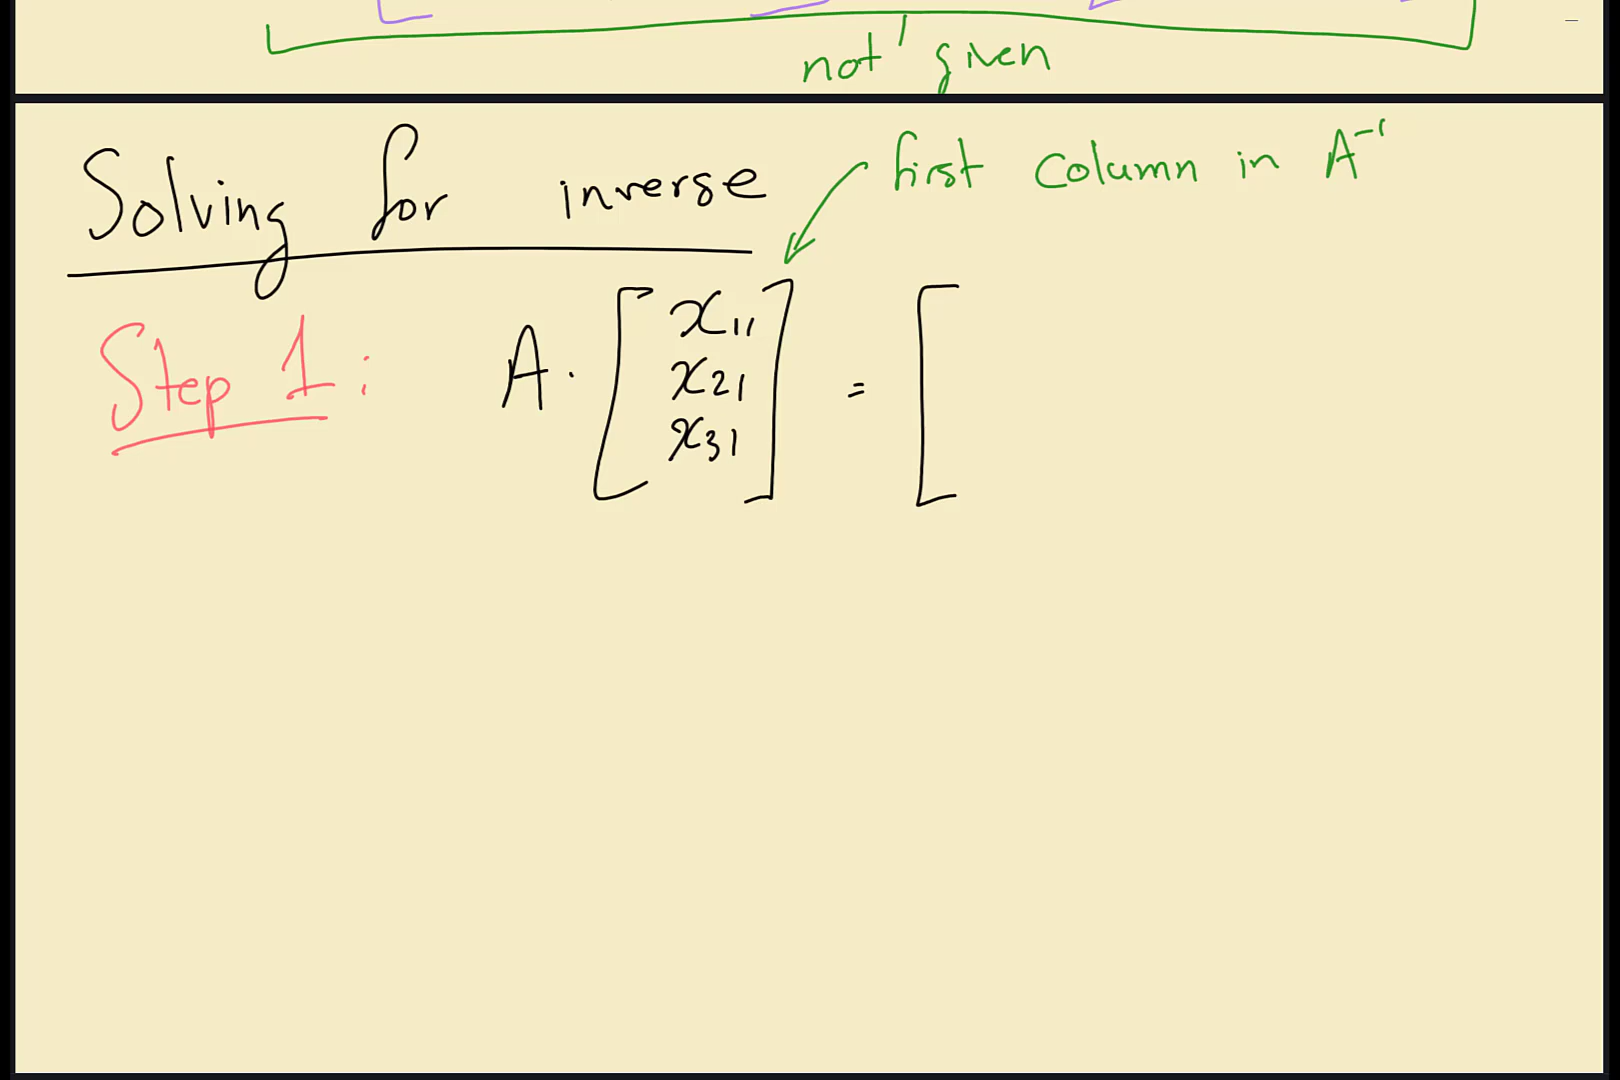 not given
Solving for inverse
first column in A⁻¹
Step 1: A · [ x₁₁ x₂₁ x₃₁ ] = [